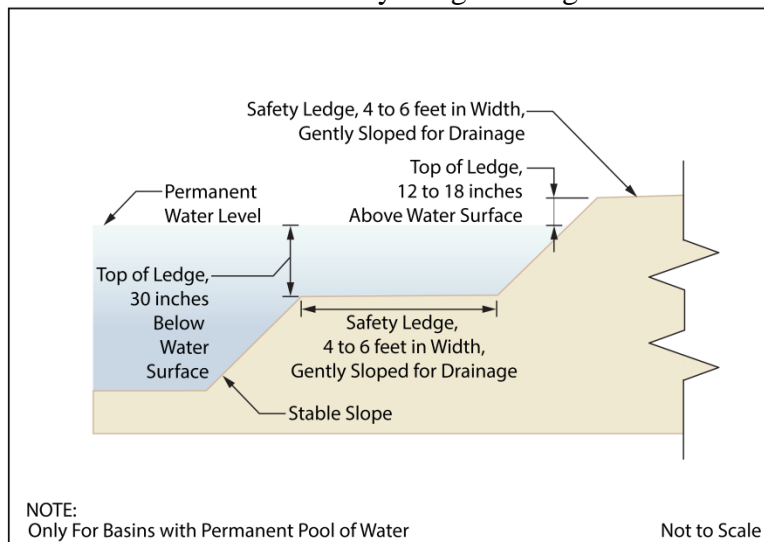 Safety Ledge, 4 to 6 feet in Width,
Gently Sloped for Drainage
Top of Ledge,
12 to 18 inches
Above Water Surface
Permanent
Water Level
Top of Ledge,
30 inches
Below
Water
Surface
Safety Ledge,
4 to 6 feet in Width,
Gently Sloped for Drainage
Stable Slope
NOTE:
Only For Basins with Permanent Pool of Water
Not to Scale